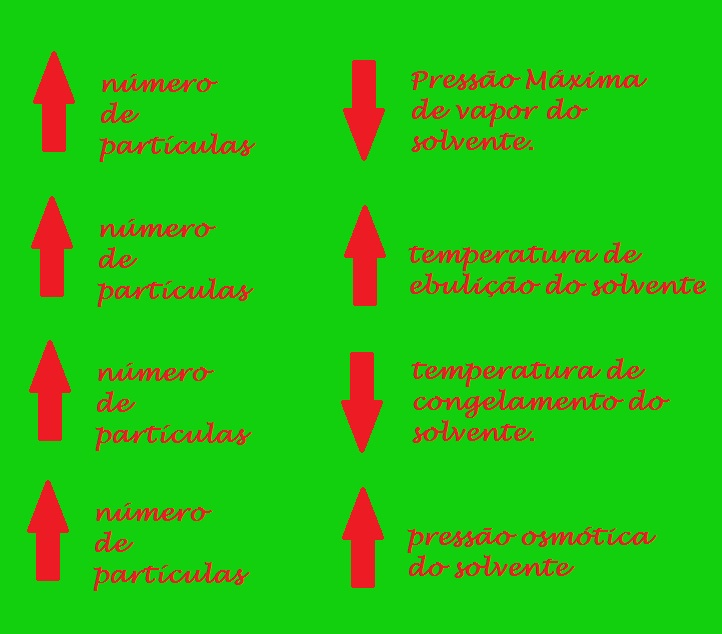 número
de
partículas
Pressão Máxima
de vapor do
solvente.
número
de
partículas
temperatura de
ebulição do solvente
número
de
partículas
temperatura de
congelamento do
solvente.
número
de
partículas
pressão osmótica
do solvente